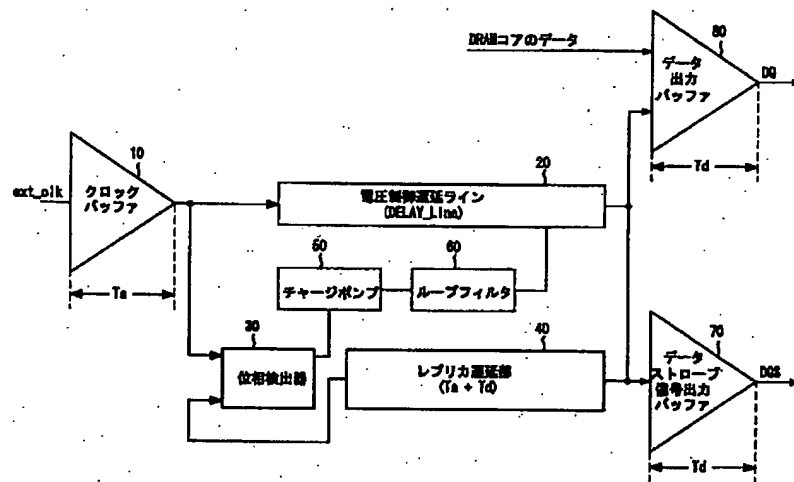 DRAMコアのデータ
80
データ
出力
バッファ
DQ
Td
10
ext_clk
クロック
バッファ
Ta
20
電圧制御遅延ライン
(DELAY_Line)
50
チャージポンプ
60
ループフィルタ
30
位相検出器
40
レプリカ遅延部
(Ta + Td)
70
データ
ストローブ
信号出力
バッファ
DQS
Td